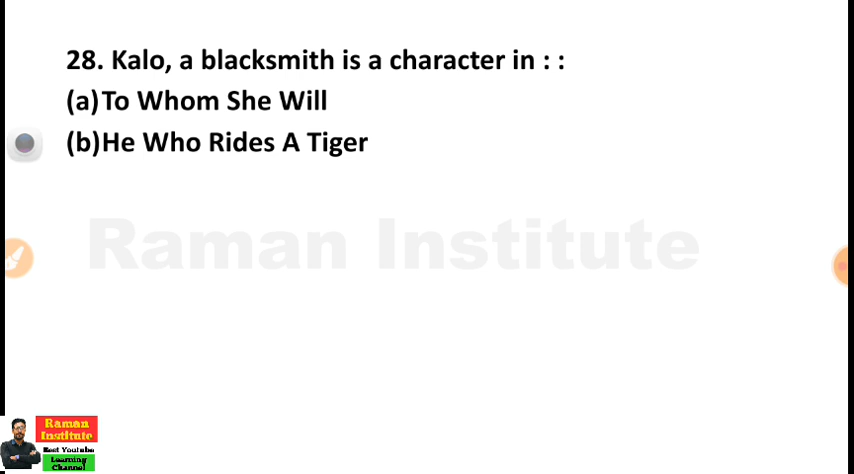 28. Kalo, a blacksmith is a character in : :
(a)To Whom She Will
(b)He Who Rides A Tiger
Raman Institute
Raman
Institute
Best Youtube
Learning
Channel